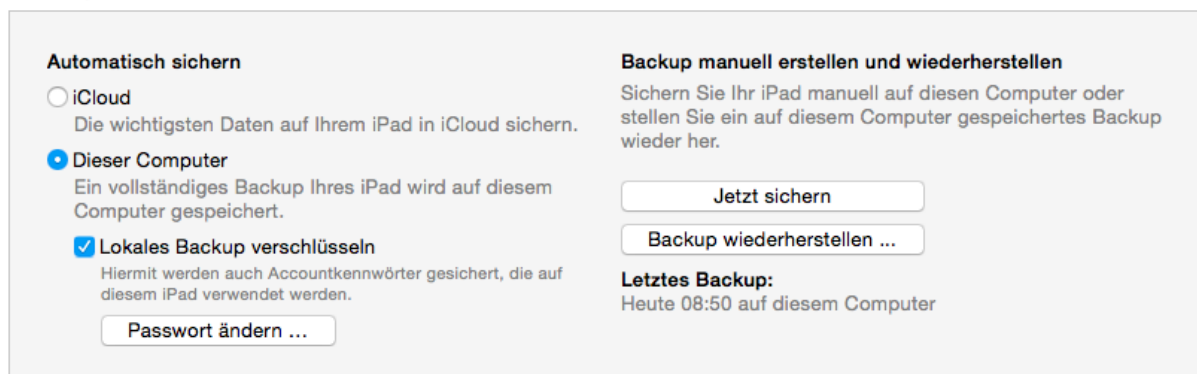 Automatisch sichern
iCloud
Die wichtigsten Daten auf Ihrem iPad in iCloud sichern.
Dieser Computer
Ein vollständiges Backup Ihres iPad wird auf diesem
Computer gespeichert.
Lokales Backup verschlüsseln
Hiermit werden auch Accountkennwörter gesichert, die auf
diesem iPad verwendet werden.
Passwort ändern ...
Backup manuell erstellen und wiederherstellen
Sichern Sie Ihr iPad manuell auf diesen Computer oder
stellen Sie ein auf diesem Computer gespeichertes Backup
wieder her.
Jetzt sichern
Backup wiederherstellen ...
Letztes Backup:
Heute 08:50 auf diesem Computer